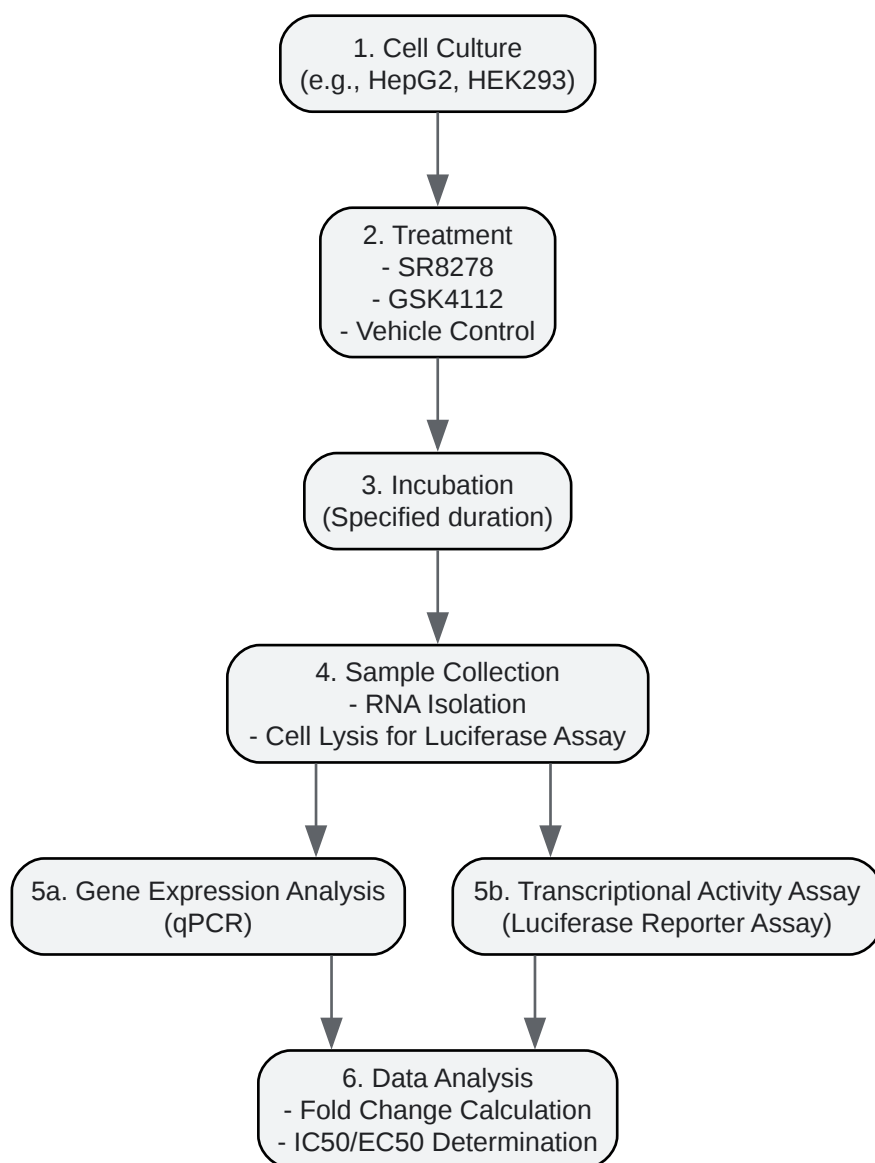 1. Cell Culture
(e.g., HepG2, HEK293)
2. Treatment
- SR8278
- GSK4112
- Vehicle Control
3. Incubation
(Specified duration)
4. Sample Collection
- RNA Isolation
- Cell Lysis for Luciferase Assay
5a. Gene Expression Analysis
(qPCR)
5b. Transcriptional Activity Assay
(Luciferase Reporter Assay)
6. Data Analysis
- Fold Change Calculation
- IC50/EC50 Determination